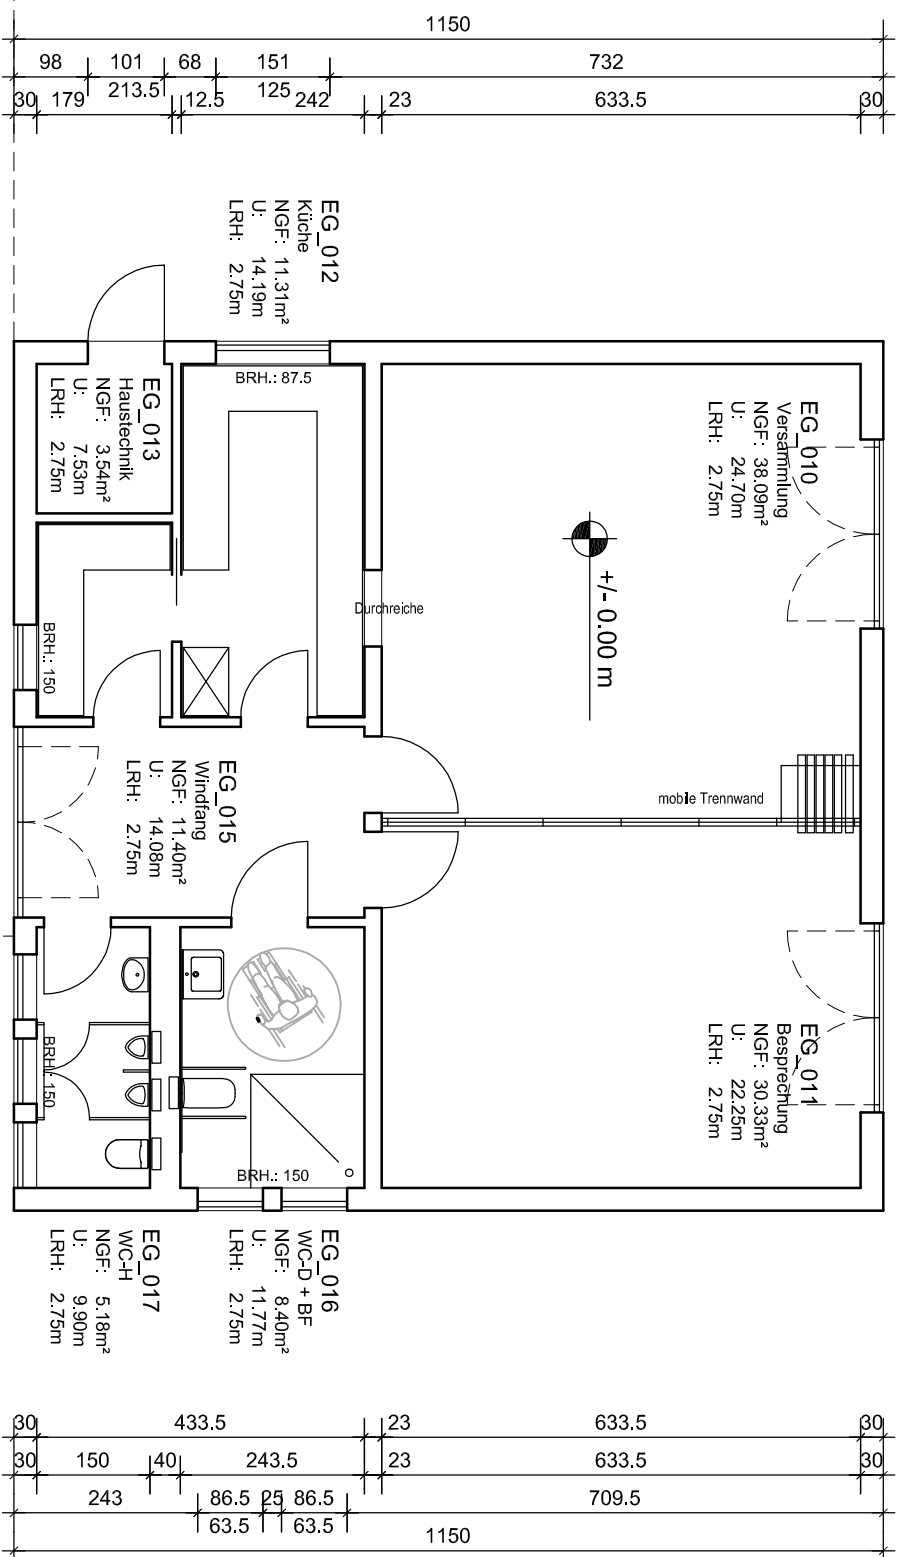 1150
98 101 68 151 732
213.5 125
30 179 12.5 242 23 633.5 30
EG_012
Küche
NGF: 11.31m²
U: 14.19m
LRH: 2.75m
BRH.: 87.5
EG_013
Haustechnik
NGF: 3.54m²
U: 7.53m
LRH: 2.75m
EG_010
Versammlung
NGF: 38.09m²
U: 24.70m
LRH: 2.75m
+/- 0.00 m
Durchreiche
BRH.: 150
EG_015
Windfang
NGF: 11.40m²
U: 14.08m
LRH: 2.75m
mobile Trennwand
EG_011
Besprechung
NGF: 30.33m²
U: 22.25m
LRH: 2.75m
BRH.: 150
BRH.: 150
EG_017
WC-H
NGF: 5.18m²
U: 9.90m
LRH: 2.75m
EG_016
WC-D + BF
NGF: 8.40m²
U: 11.77m
LRH: 2.75m
30 433.5 23 633.5 30
30 150 40 243.5 23 633.5 30
243 86.5 25 86.5 709.5
63.5 63.5
1150